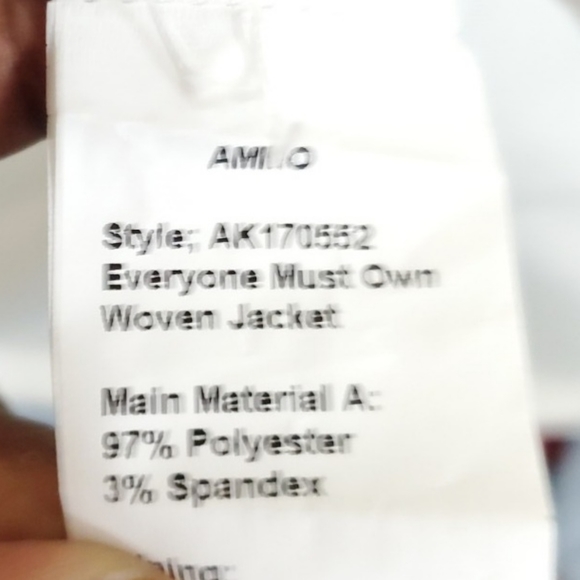 Style; AK170552
Everyone Must Own
Woven Jacket
Main Material A:
97% Polyester
3% Spandex